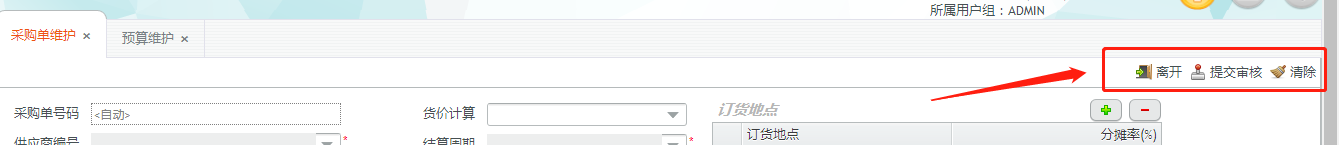 所属用户组：ADMIN
采购单维护 ×
预算维护 ×
离开 提交审核 清除
采购单号码 <自动> 货价计算 订货地点
供应商编号 * 结算周期 * 订货地点 分摊率(%)